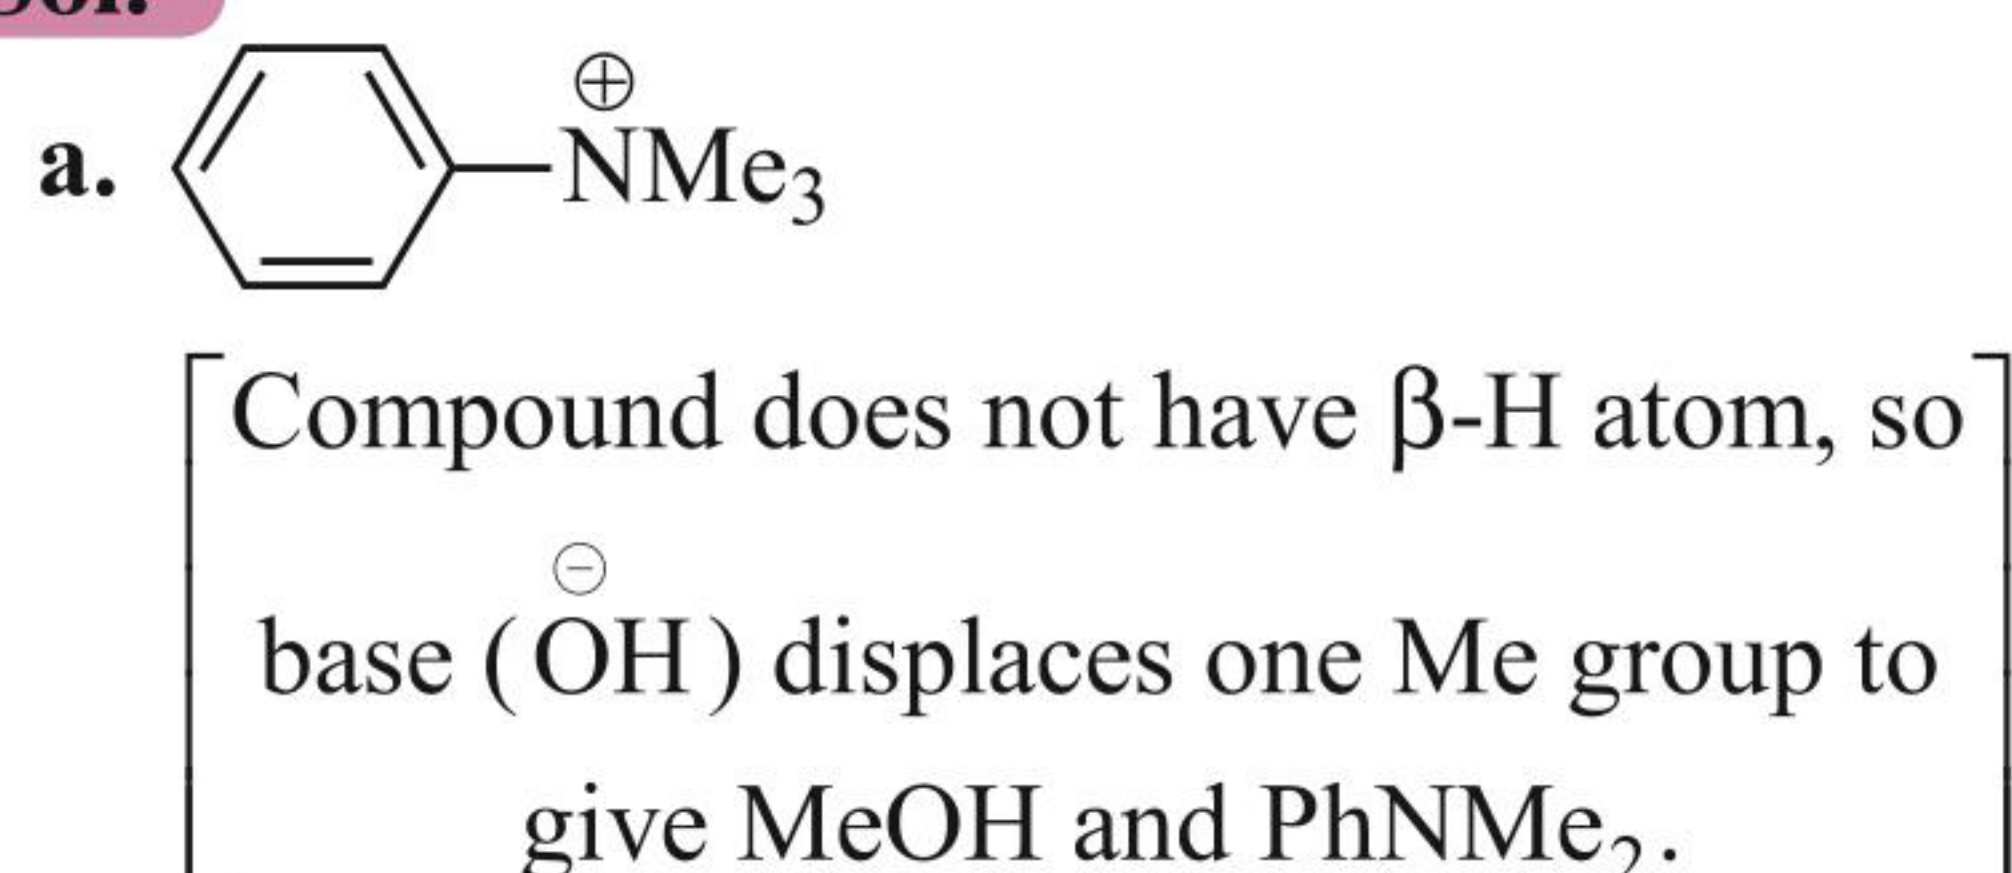 a.
⊕
NMe₃
Compound does not have β-H atom, so
⊖
base (OH) displaces one Me group to
give MeOH and PhNMe₂.